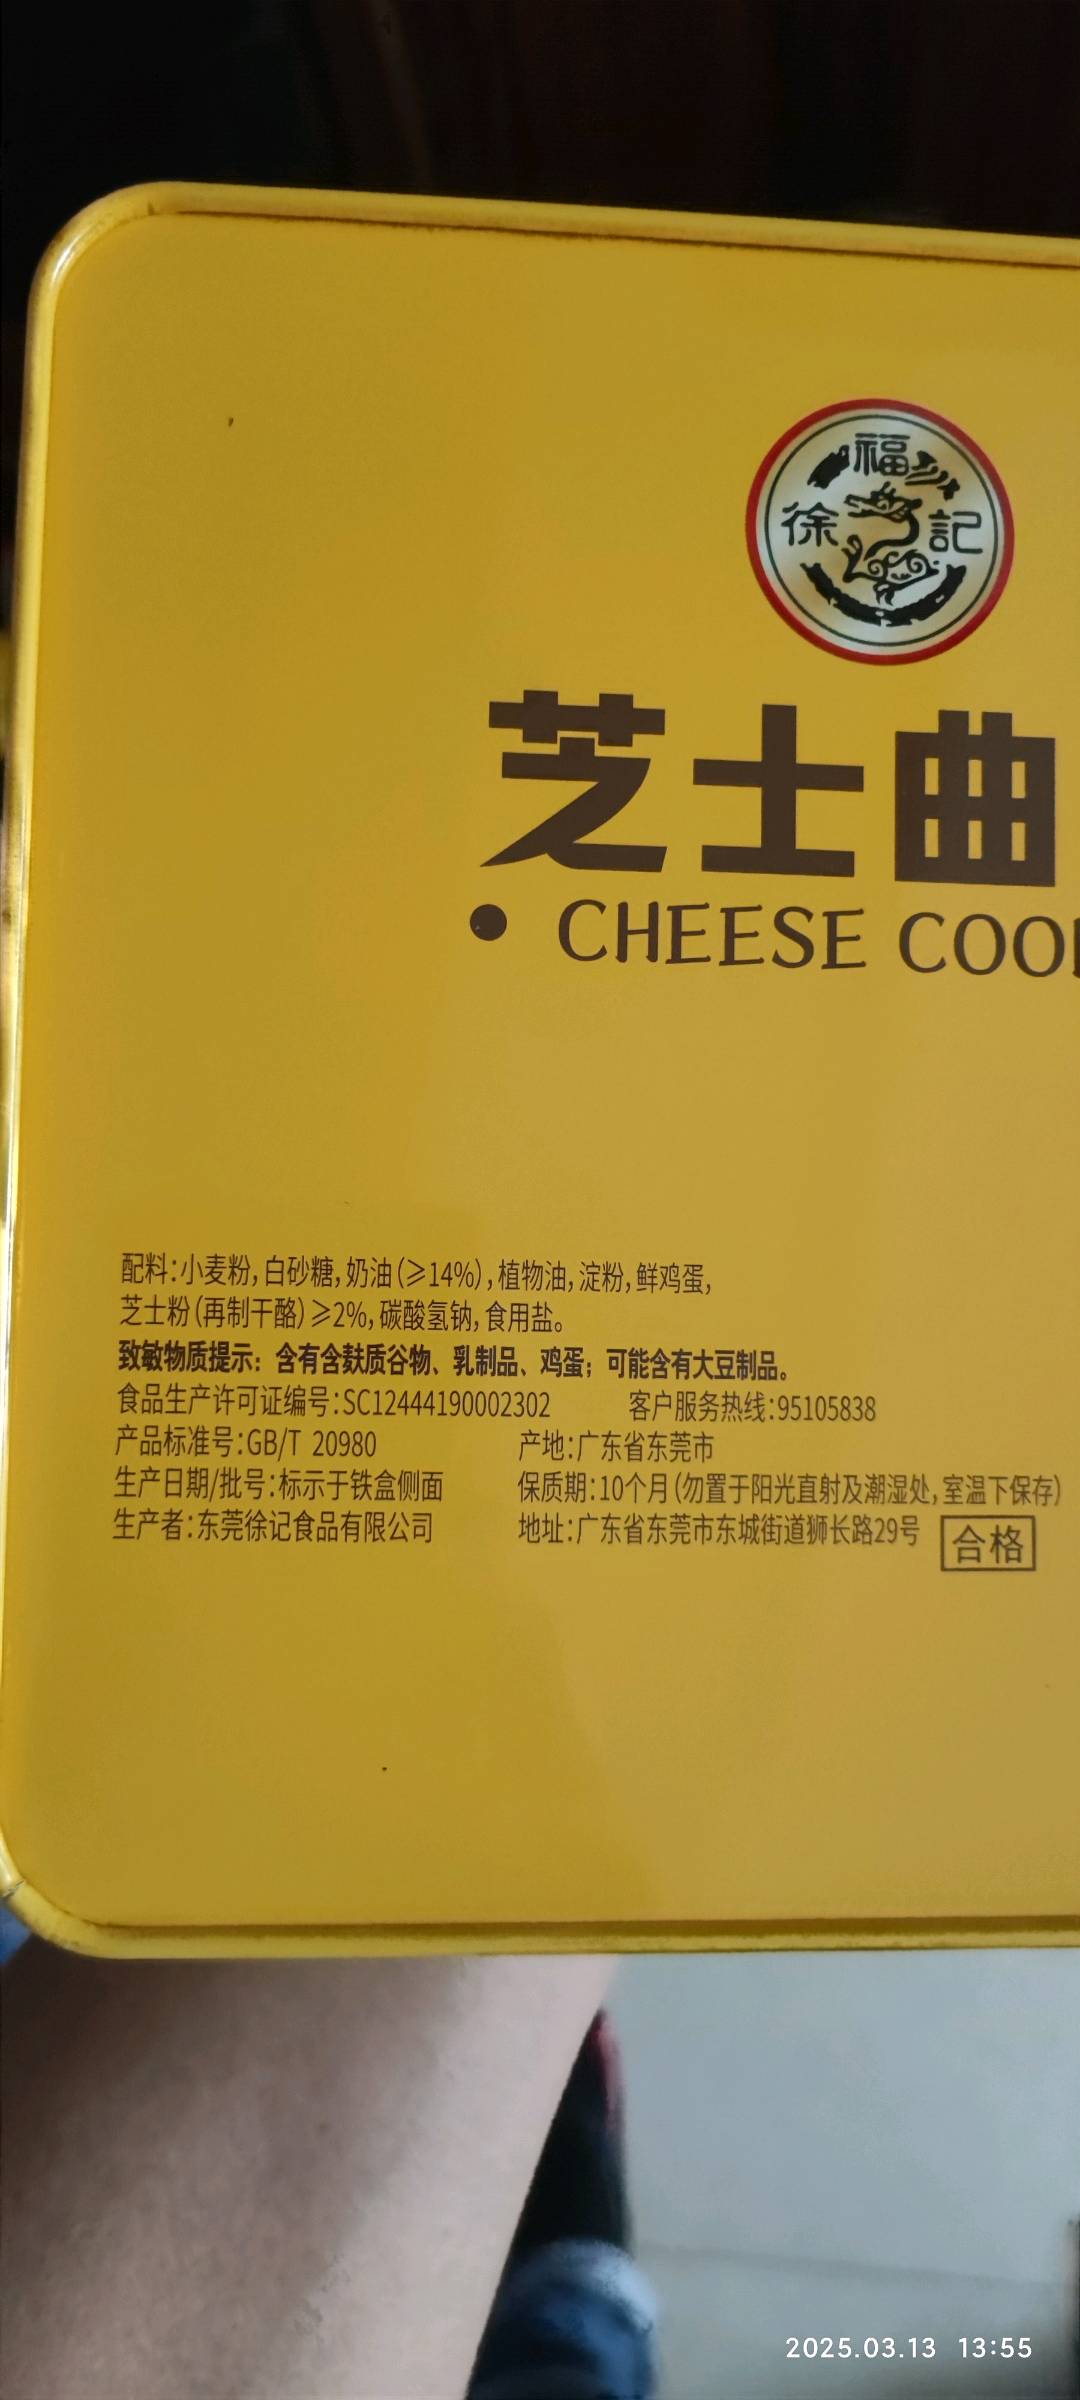 徐福記
芝士曲
• CHEESE COO
配料:小麦粉,白砂糖,奶油(≥14%),植物油,淀粉,鲜鸡蛋,
芝士粉(再制干酪)≥2%,碳酸氢钠,食用盐。
致敏物质提示：含有含麸质谷物、乳制品、鸡蛋；可能含有大豆制品。
食品生产许可证编号:SC12444190002302 客户服务热线:95105838
产品标准号:GB/T 20980 产地:广东省东莞市
生产日期/批号:标示于铁盒侧面 保质期:10个月(勿置于阳光直射及潮湿处,室温下保存)
生产者:东莞徐记食品有限公司 地址:广东省东莞市东城街道狮长路29号 合格
2025.03.13 13:55